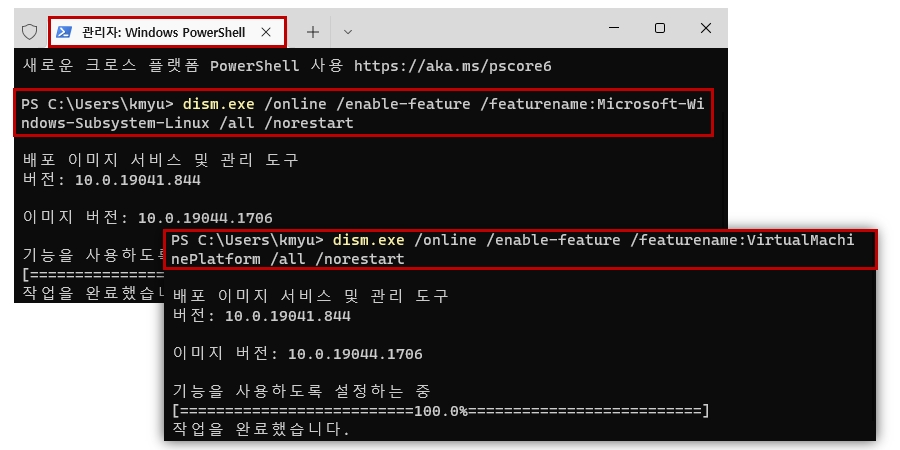 관리자: Windows PowerShell
새로운 크로스 플랫폼 PowerShell 사용 https://aka.ms/pscore6
PS C:\Users\kmyu> dism.exe /online /enable-feature /featurename:Microsoft-Wi
ndows-Subsystem-Linux /all /norestart
배포 이미지 서비스 및 관리 도구
버전: 10.0.19041.844
이미지 버전: 10.0.19044.1706
기능을 사용하도록
[===============
작업을 완료했습니
PS C:\Users\kmyu> dism.exe /online /enable-feature /featurename:VirtualMachi
nePlatform /all /norestart
배포 이미지 서비스 및 관리 도구
버전: 10.0.19041.844
이미지 버전: 10.0.19044.1706
기능을 사용하도록 설정하는 중
[==========================100.0%==========================]
작업을 완료했습니다.